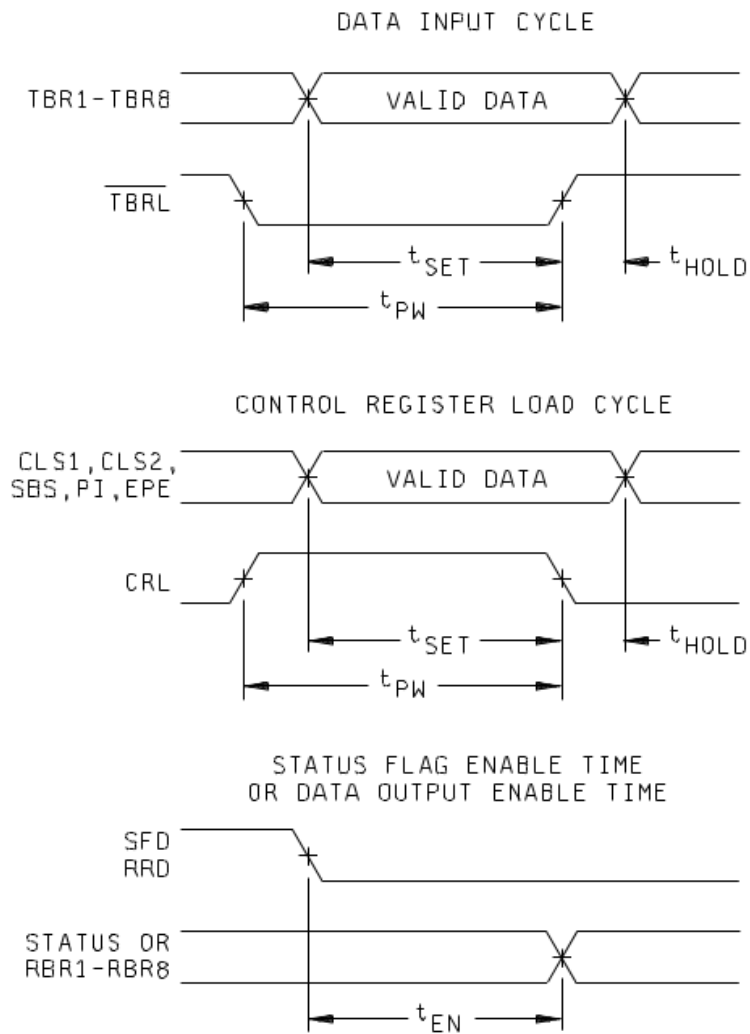 DATA INPUT CYCLE
TBR1-TBR8
VALID DATA
TBRL
tSET
tHOLD
tPW
CONTROL REGISTER LOAD CYCLE
CLS1,CLS2,
SBS,PI,EPE
VALID DATA
CRL
tSET
tHOLD
tPW
STATUS FLAG ENABLE TIME
OR DATA OUTPUT ENABLE TIME
SFD
RRD
STATUS OR
RBR1-RBR8
tEN